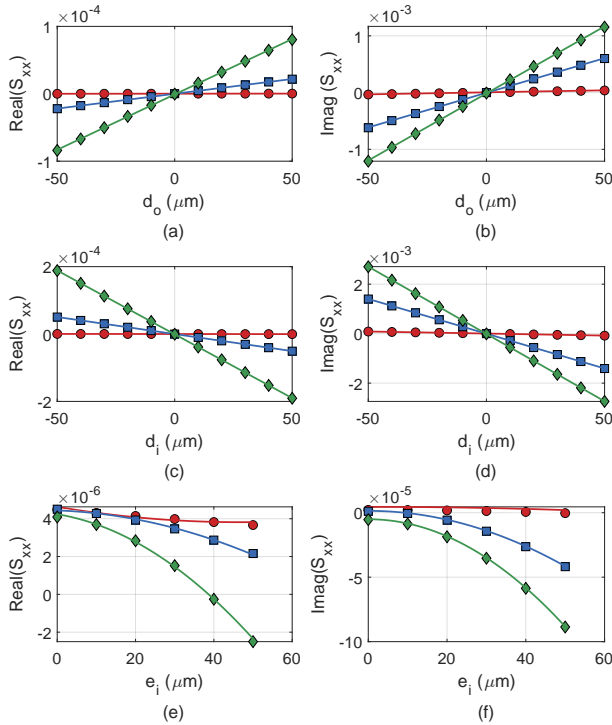 ×10⁻⁴
1
0
-1
Real(S_xx)
-50 0 50
d_o (μm)
(a)
×10⁻³
1
0
-1
Imag (S_xx)
-50 0 50
d_o (μm)
(b)
×10⁻⁴
2
0
-2
Real(S_xx)
-50 0 50
d_i (μm)
(c)
×10⁻³
2
0
-2
Imag(S_xx)
-50 0 50
d_i (μm)
(d)
×10⁻⁶
4
2
0
-2
Real(S_xx)
0 20 40 60
e_i (μm)
(e)
×10⁻⁵
0
-5
-10
Imag(S_xx)
0 20 40 60
e_i (μm)
(f)